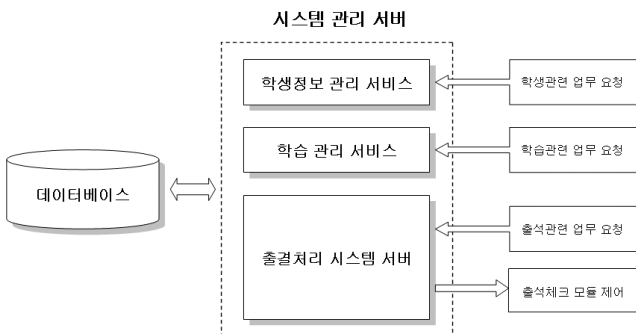 시스템 관리 서버
학생정보 관리 서비스
학생관련 업무 요청
학습 관리 서비스
학습관련 업무 요청
데이터베이스
출결처리 시스템 서버
출석관련 업무 요청
출석체크 모듈 제어